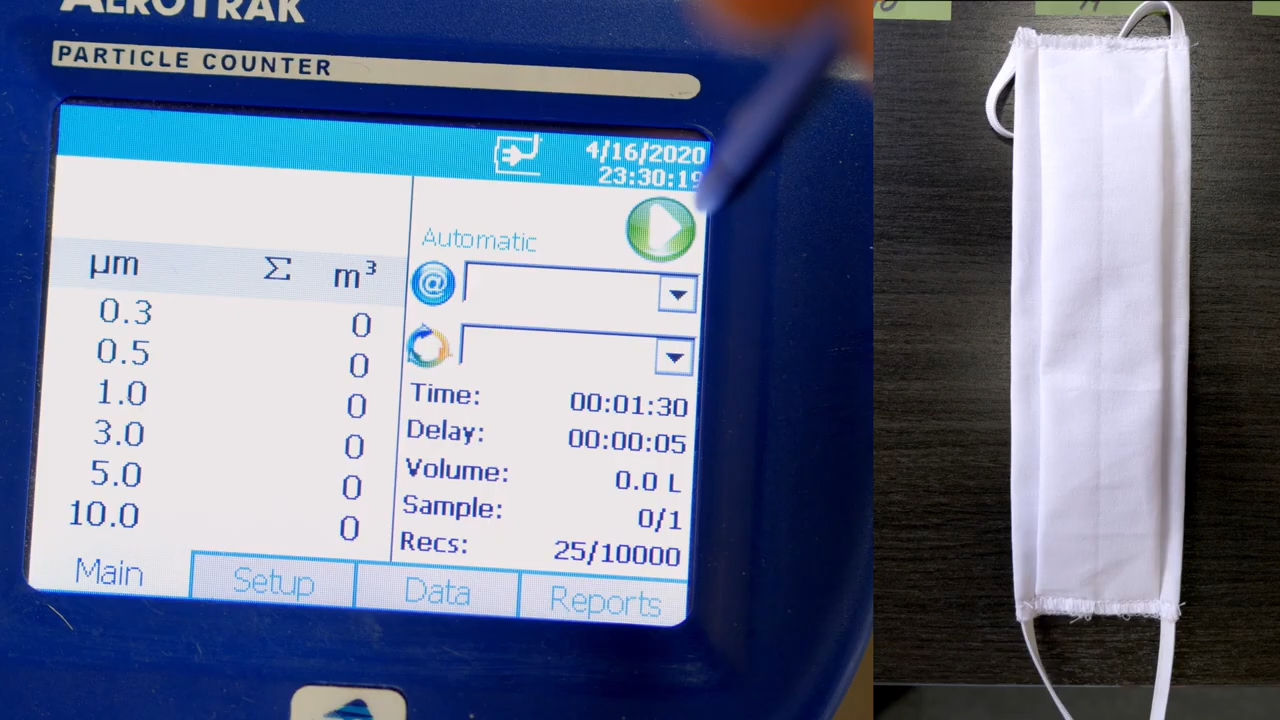 AEROTRAK
PARTICLE COUNTER
4/16/2020
23:30:19
Automatic
@
µm Σ m³
0.3 0
0.5 0
1.0 0
3.0 0
5.0 0
10.0 0
Time: 00:01:30
Delay: 00:00:05
Volume: 0.0 L
Sample: 0/1
Recs: 25/10000
Main Setup Data Reports